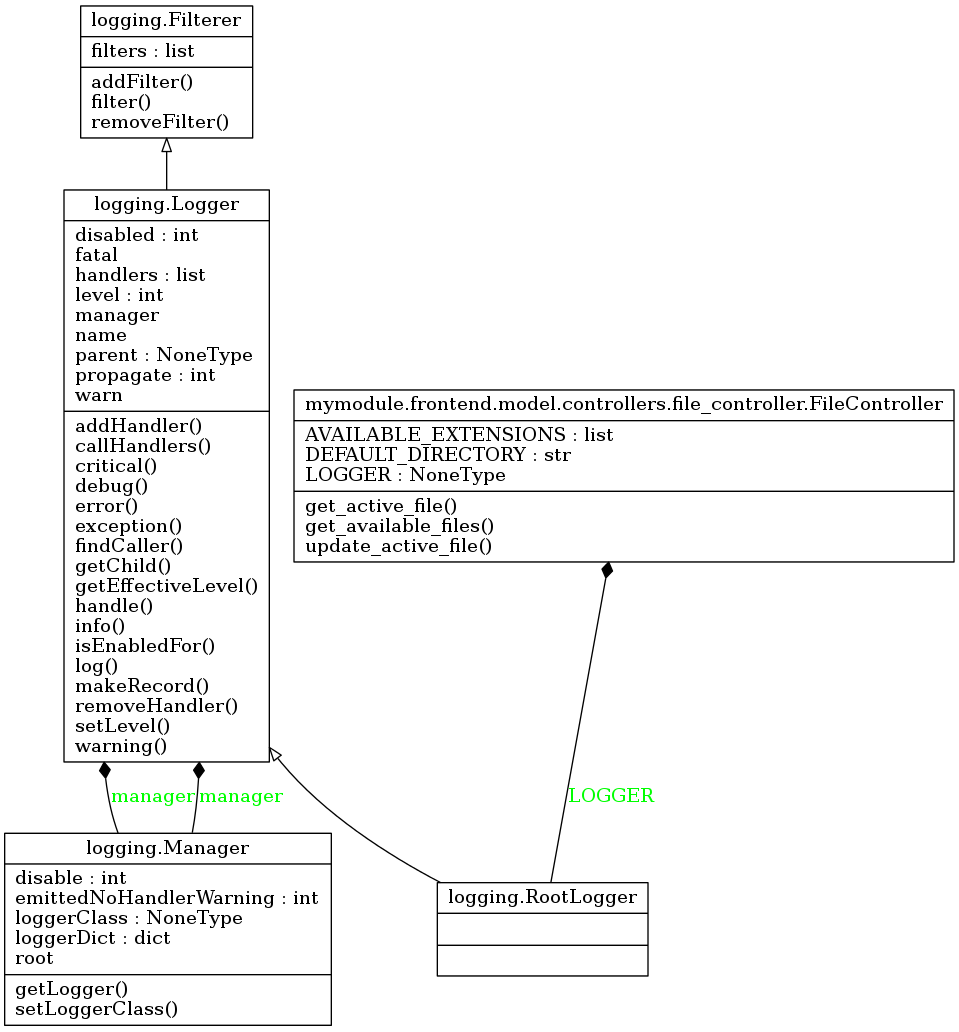 logging.Filterer
filters : list
addFilter()
filter()
removeFilter()
logging.Logger
disabled : int
fatal
handlers : list
level : int
manager
name
parent : NoneType
propagate : int
warn
addHandler()
callHandlers()
critical()
debug()
error()
exception()
findCaller()
getChild()
getEffectiveLevel()
handle()
info()
isEnabledFor()
log()
makeRecord()
removeHandler()
setLevel()
warning()
mymodule.frontend.model.controllers.file_controller.FileController
AVAILABLE_EXTENSIONS : list
DEFAULT_DIRECTORY : str
LOGGER : NoneType
get_active_file()
get_available_files()
update_active_file()
manager
manager
LOGGER
logging.Manager
disable : int
emittedNoHandlerWarning : int
loggerClass : NoneType
loggerDict : dict
root
getLogger()
setLoggerClass()
logging.RootLogger